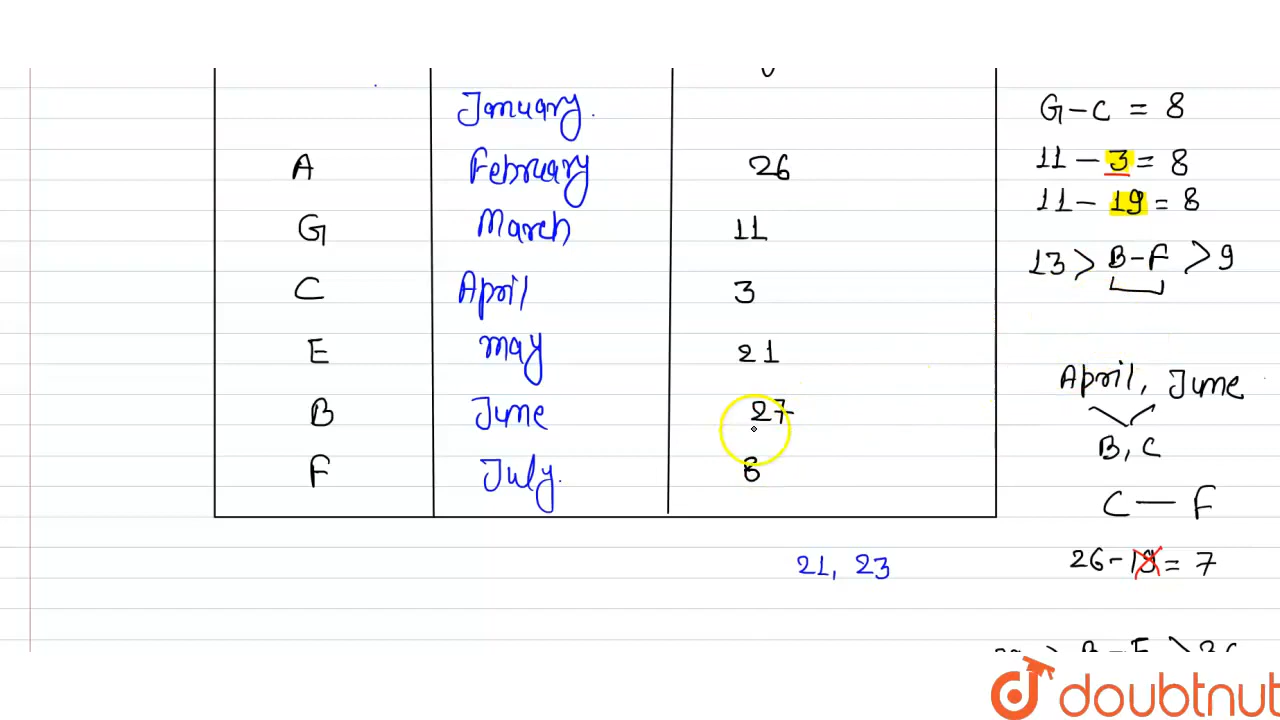 January.
A February 26
G March 11
C April 3
E may 21
B June 27
F July. 8
21, 23
G - C = 8
11 - 3 = 8
11 - 19 = 8
13 > B - F > 9
April, June
B, C
C — F
26 - 19 = 7
doubtnut